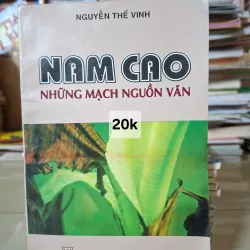 NGUYỄN THẾ VINH
NAM CAO
NHỮNG MẠCH NGUỒN VĂN
20k